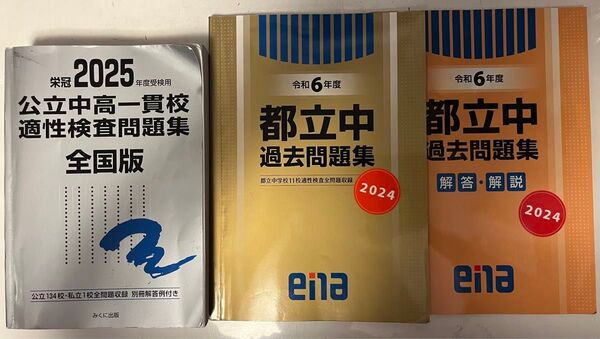 栄冠 2025年度受検用
公立中高一貫校
適性検査問題集
全国版
公立134校・私立1校全問題収録 別冊解答例付き
みくに出版
令和6年度
都立中
過去問題集
都立中学校11校適性検査全問題収録
2024
ena
令和6年度
都立中
過去問題集
解答・解説
2024
ena